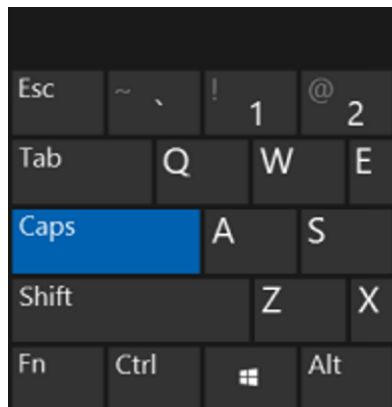 Esc ~ ` ! 1 @ 2
Tab Q W E
Caps A S
Shift Z X
Fn Ctrl Alt